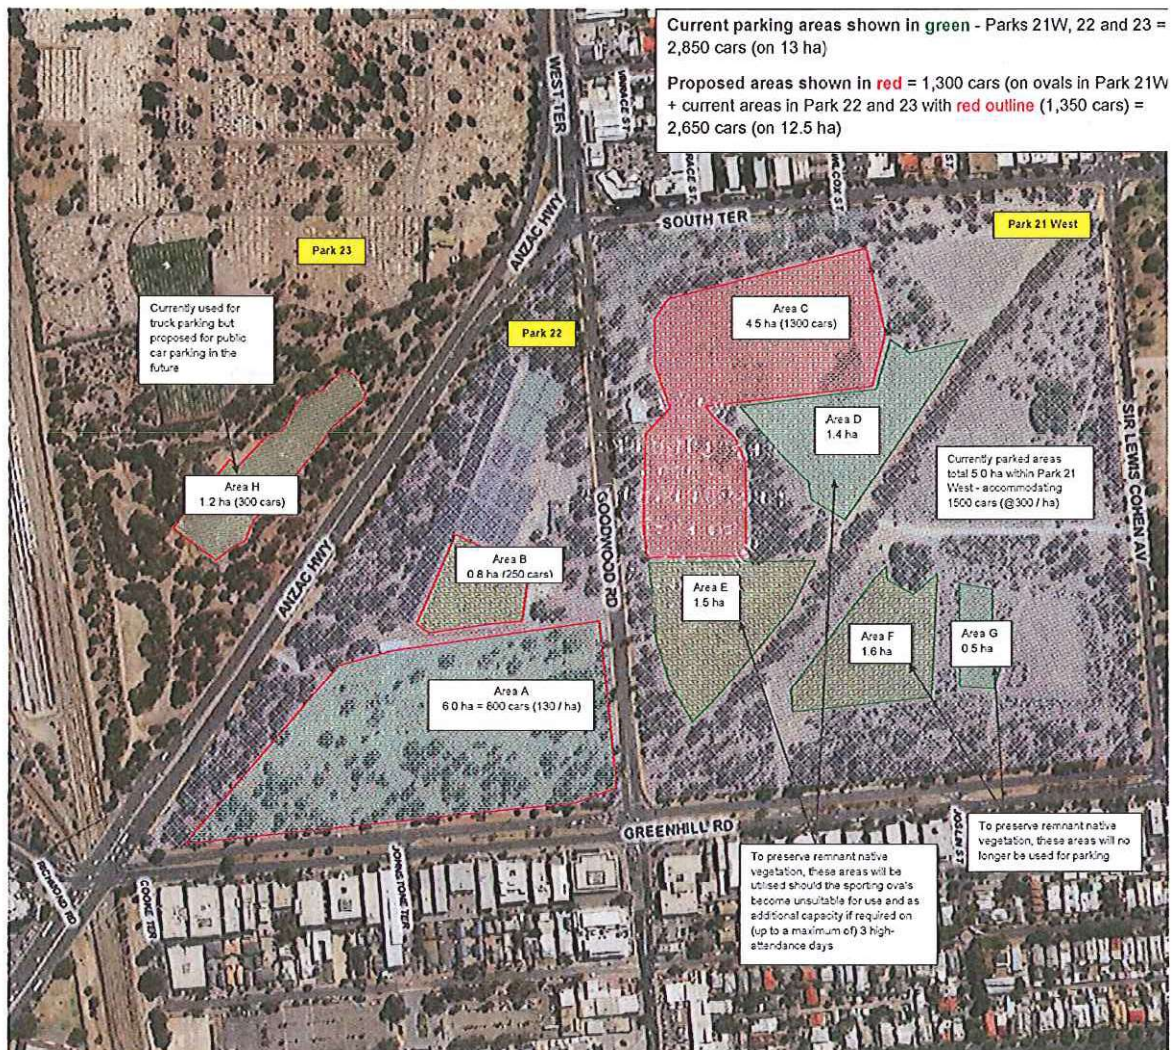 Current parking areas shown in green - Parks 21W, 22 and 23 =
2,850 cars (on 13 ha)
Proposed areas shown in red = 1,300 cars (on ovals in Park 21W
+ current areas in Park 22 and 23 with red outline (1,350 cars) =
2,650 cars (on 12.5 ha)
WEST TER
ANZAC HWY
SOUTH TER
Park 21 West
Park 23
Park 22
Currently used for
truck parking but
proposed for public
car parking in the
future
Area C
4.5 ha (1300 cars)
Area D
1.4 ha
SIR LEWIS COHEN AV
Currently parked areas
total 5.0 ha within Park 21
West - accommodating
1500 cars (@300 / ha)
Area H
1.2 ha (300 cars)
GOODWOOD RD
ANZAC HWY
Area B
0.8 ha (250 cars)
Area E
1.5 ha
Area F
1.6 ha
Area G
0.5 ha
Area A
6.0 ha = 800 cars (130 / ha)
GREENHILL RD
JOSLIN ST
To preserve remnant native
vegetation, these areas will no
longer be used for parking
To preserve remnant native
vegetation, these areas will be
utilised should the sporting ovals
become unsuitable for use and as
additional capacity if required on
(up to a maximum of) 3 high-
attendance days
RICHMOND RD
COOKE TER
JOHNSTONE TER